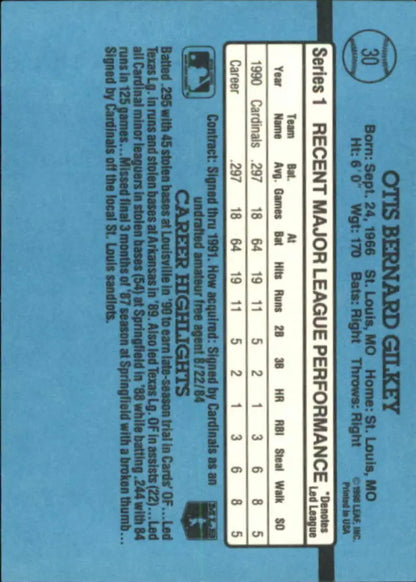 30
OTIS BERNARD GILKEY
Born: Sept. 24, 1966 St. Louis, MO Home: St. Louis, MO
Ht: 6' 0" Wgt: 170 Bats: Right Throws: Right
© 1990 LEAF, INC.
Printed in USA
Series 1 RECENT MAJOR LEAGUE PERFORMANCE *Denotes Led League
Year Team Name Bat. Avg. Games At Bat Hits Runs 2B 3B HR RBI Steal Walk SO
1990 Cardinals .297 18 64 19 11 5 2 1 3 6 8 5
Career .297 18 64 19 11 5 2 1 3 6 8 5
Contract: Signed thru 1991. How acquired: Signed by Cardinals as an
undrafted amateur free agent 8/22/84
CAREER HIGHLIGHTS
Batted .295 with 45 stolen bases at Louisville in '90 to earn late-season trial in Cards' OF... Led
Texas Lg. in runs and stolen bases at Arkansas in '89. Also led Texas Lg. OF in assists (22)... Led
all Cardinal minor leaguers in stolen bases (54) at Springfield in '88 while batting .244 with 84
runs in 125 games... Missed final 3 months of '87 season at Springfield with a broken thumb...
Signed by Cardinals off the local St. Louis sandlots.